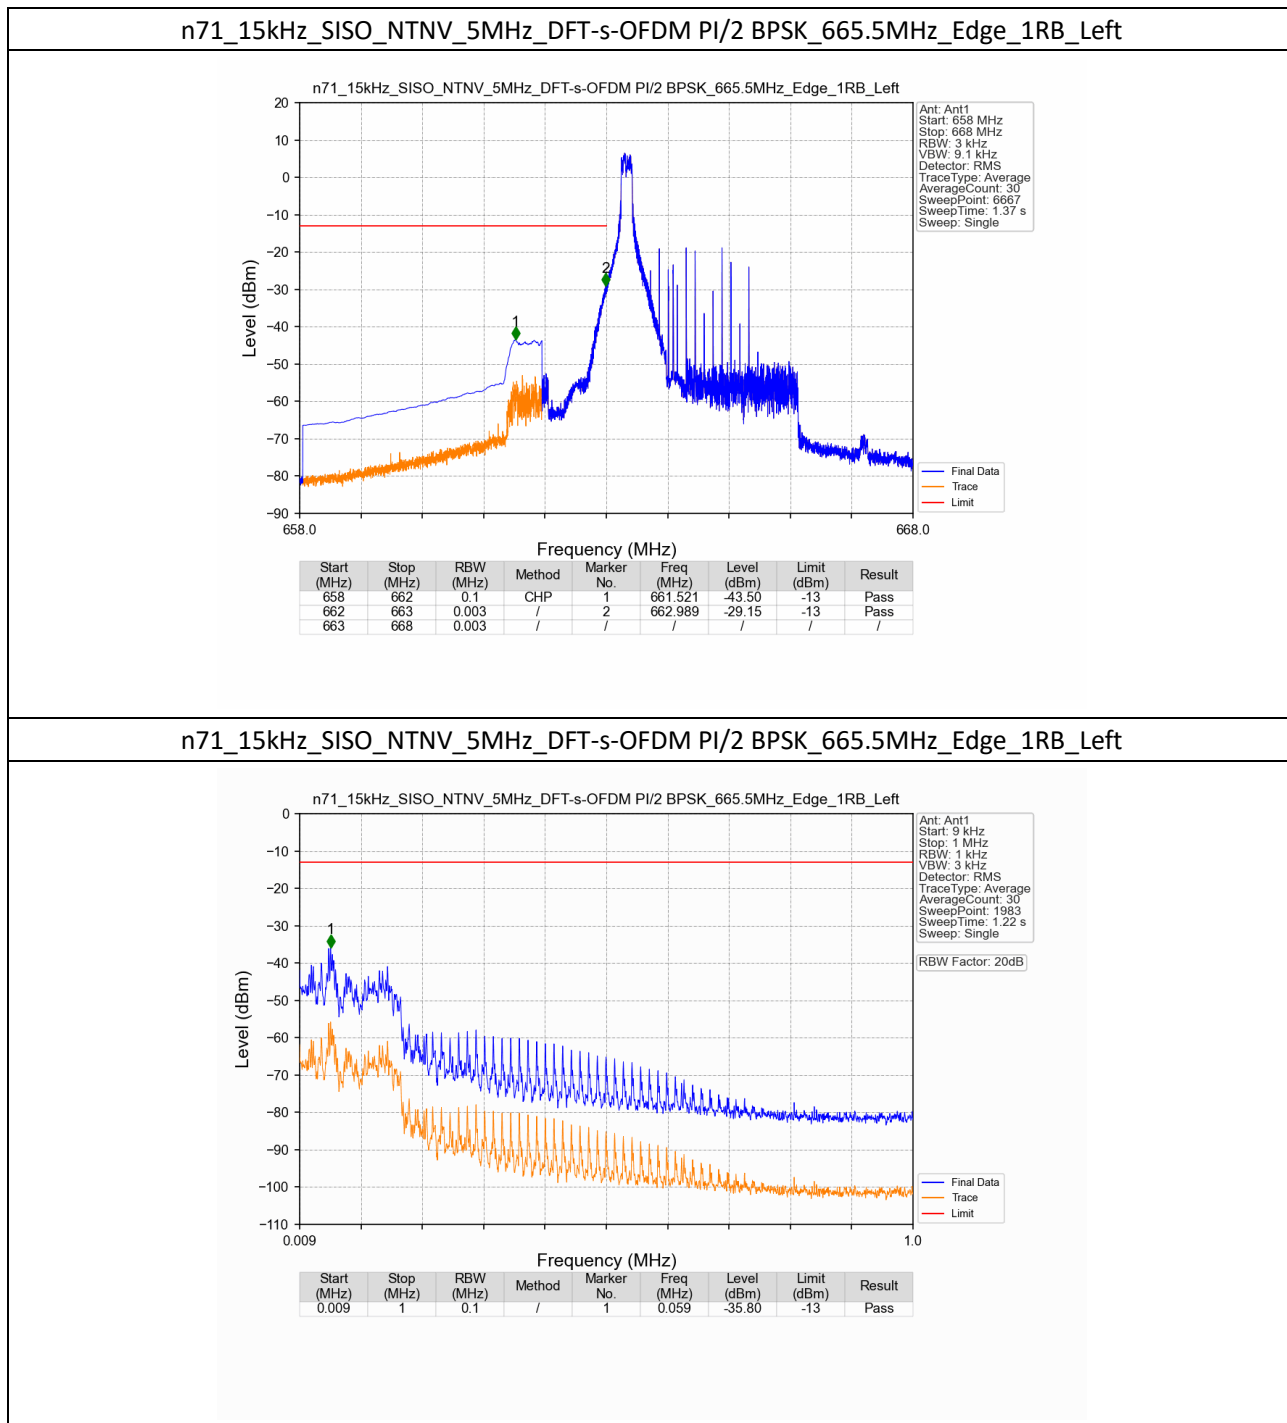 n71_15kHz_SISO_NTNV_5MHz_DFT-s-OFDM PI/2 BPSK_665.5MHz_Edge_1RB_Left
n71_15kHz_SISO_NTNV_5MHz_DFT-s-OFDM PI/2 BPSK_665.5MHz_Edge_1RB_Left
20
10
0
−10
−20
−30
−40
−50
−60
−70
−80
−90
Level (dBm)
1
2
658.0
668.0
Frequency (MHz)
Ant: Ant1
Start: 658 MHz
Stop: 668 MHz
RBW: 3 kHz
VBW: 9.1 kHz
Detector: RMS
TraceType: Average
AverageCount: 30
SweepPoint: 6667
SweepTime: 1.37 s
Sweep: Single
Final Data
Trace
Limit
Start (MHz) Stop (MHz) RBW (MHz) Method Marker No. Freq (MHz) Level (dBm) Limit (dBm) Result
658 662 0.1 CHP 1 661.521 -43.50 -13 Pass
662 663 0.003 / 2 662.989 -29.15 -13 Pass
663 668 0.003 / / / / / /
n71_15kHz_SISO_NTNV_5MHz_DFT-s-OFDM PI/2 BPSK_665.5MHz_Edge_1RB_Left
n71_15kHz_SISO_NTNV_5MHz_DFT-s-OFDM PI/2 BPSK_665.5MHz_Edge_1RB_Left
0
−10
−20
−30
−40
−50
−60
−70
−80
−90
−100
−110
Level (dBm)
1
0.009
1.0
Frequency (MHz)
Ant: Ant1
Start: 9 kHz
Stop: 1 MHz
RBW: 1 kHz
VBW: 3 kHz
Detector: RMS
TraceType: Average
AverageCount: 30
SweepPoint: 1983
SweepTime: 1.22 s
Sweep: Single
RBW Factor: 20dB
Final Data
Trace
Limit
Start (MHz) Stop (MHz) RBW (MHz) Method Marker No. Freq (MHz) Level (dBm) Limit (dBm) Result
0.009 1 0.1 / 1 0.059 -35.80 -13 Pass